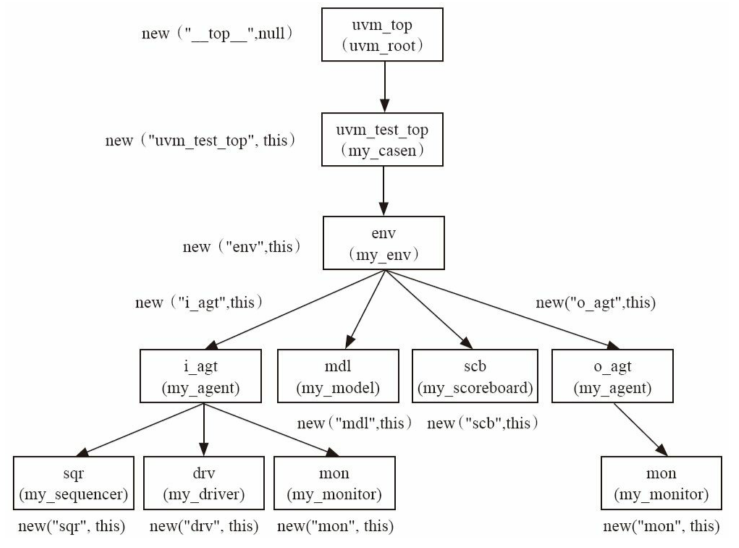 new（"__top__",null）
uvm_top
(uvm_root)
new（"uvm_test_top", this）
uvm_test_top
（my_casen）
new（"env",this）
env
（my_env）
new（"i_agt",this）
new("o_agt",this)
i_agt
(my_agent)
mdl
(my_model)
scb
(my_scoreboard)
o_agt
(my_agent)
new("mdl",this）
new("scb",this）
sqr
(my_sequencer)
drv
(my_driver)
mon
(my_monitor)
mon
(my_monitor)
new("sqr", this)
new("drv", this)
new("mon", this)
new("mon", this)